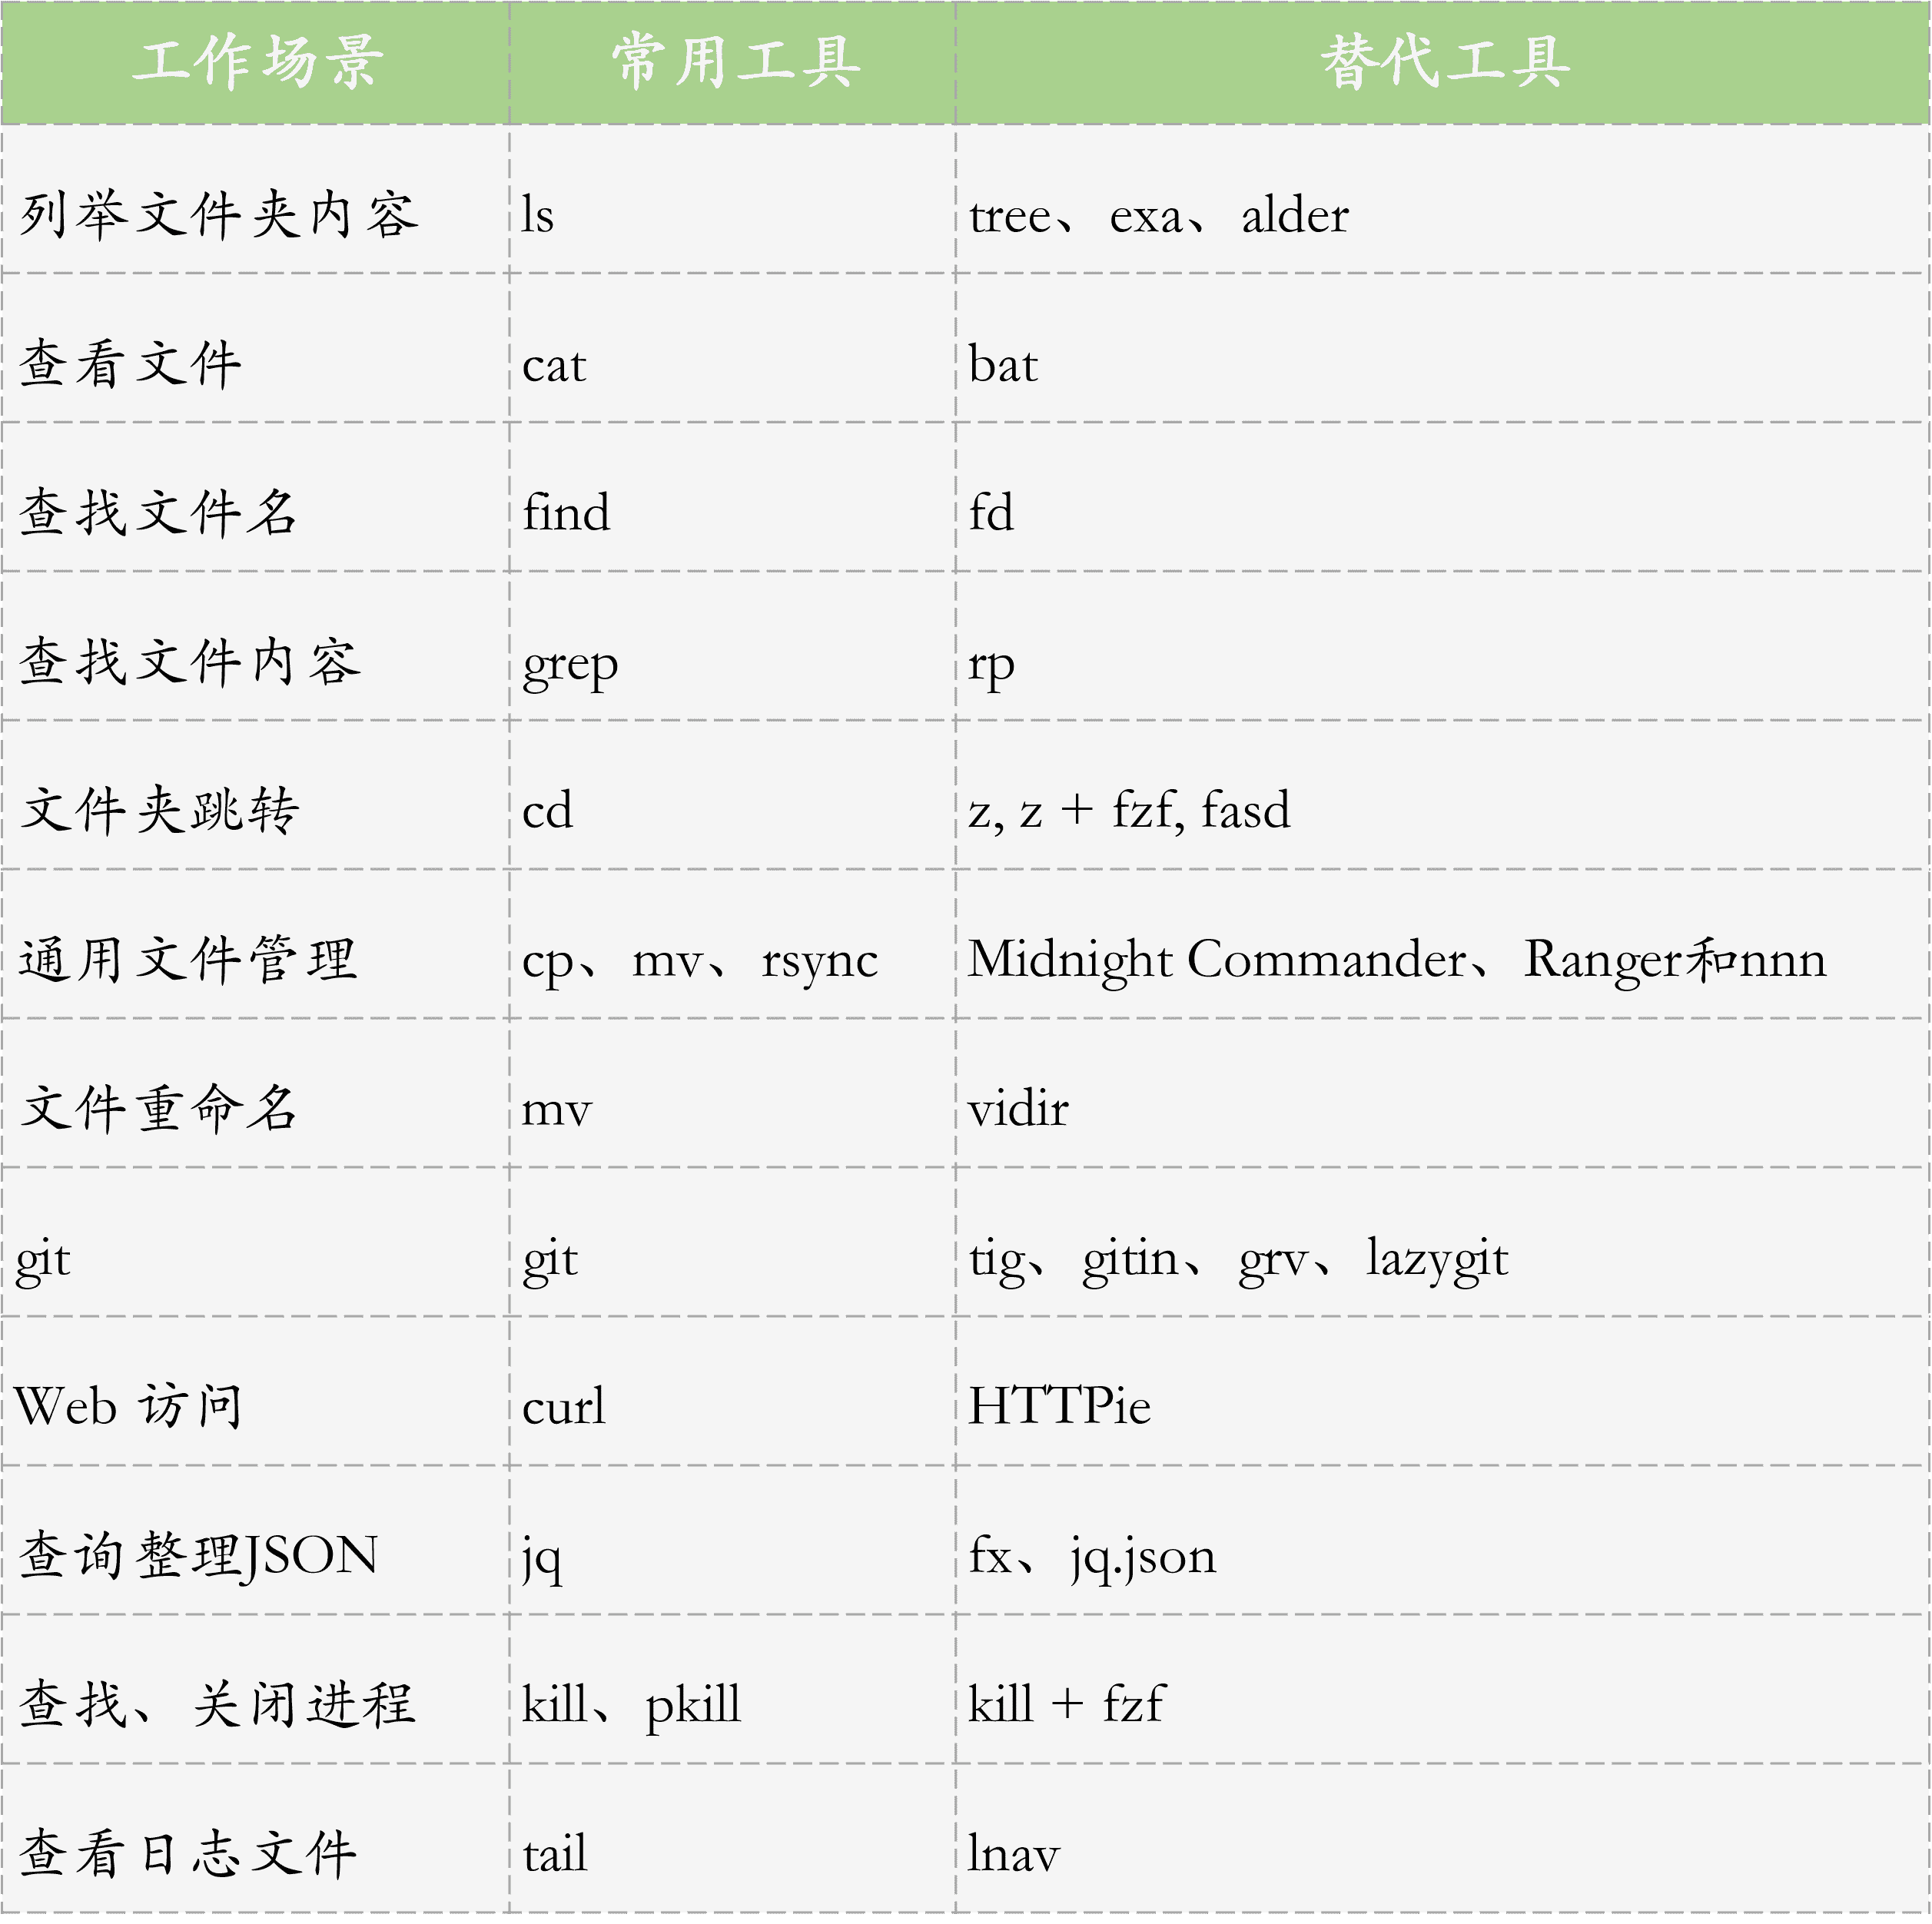 工作场景 常用工具 替代工具
列举文件夹内容 ls tree、exa、alder
查看文件 cat bat
查找文件名 find fd
查找文件内容 grep rp
文件夹跳转 cd z, z + fzf, fasd
通用文件管理 cp、mv、rsync Midnight Commander、Ranger和nnn
文件重命名 mv vidir
git git tig、gitin、grv、lazygit
Web 访问 curl HTTPie
查询整理JSON jq fx、jq.json
查找、关闭进程 kill、pkill kill + fzf
查看日志文件 tail lnav